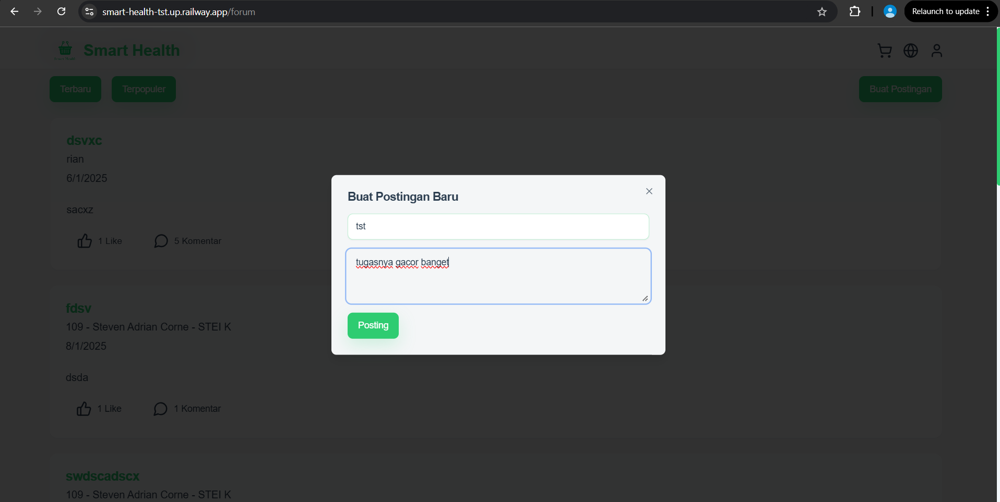 smart-health-tst.up.railway.app/forum
Relaunch to update
Smart Health
Terbaru
Terpopuler
Buat Postingan
dsvxc
rian
6/1/2025
sacxz
1 Like
5 Komentar
Buat Postingan Baru
tst
tugasnya gacor banget
Posting
fdsv
109 - Steven Adrian Corne - STEI K
8/1/2025
dsda
1 Like
1 Komentar
swdscadscx
109 - Steven Adrian Corne - STEI K